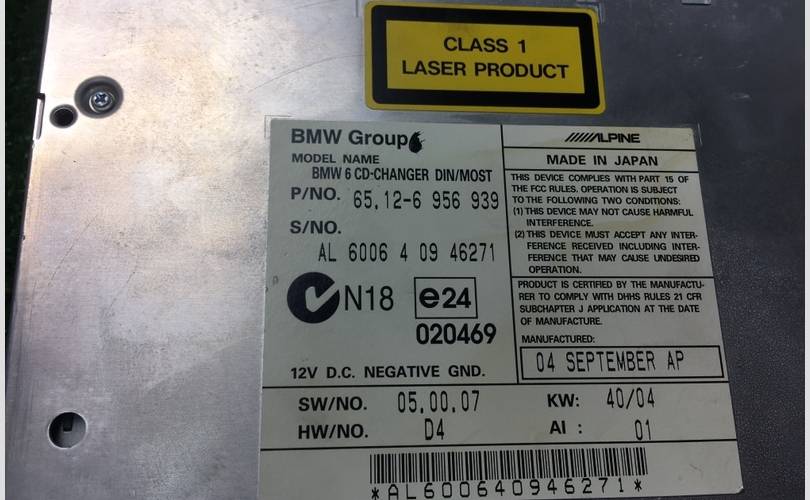 CLASS 1
LASER PRODUCT
BMW Group
MODEL NAME
BMW 6 CD-CHANGER DIN/MOST
P/NO. 65.12-6 956 939
S/NO.
AL 6006 4 09 46271
N18 e24
020469
12V D.C. NEGATIVE GND.
ALPINE
MADE IN JAPAN
THIS DEVICE COMPLIES WITH PART 15 OF
THE FCC RULES. OPERATION IS SUBJECT
TO THE FOLLOWING TWO CONDITIONS:
(1) THIS DEVICE MAY NOT CAUSE HARMFUL
INTERFERENCE.
(2) THIS DEVICE MUST ACCEPT ANY INTER-
FERENCE RECEIVED INCLUDING INTER-
FERENCE THAT MAY CAUSE UNDESIRED
OPERATION.
PRODUCT IS CERTIFIED BY THE MANUFACTU-
RER TO COMPLY WITH DHHS RULES 21 CFR
SUBCHAPTER J APPLICATION AT THE DATE
OF MANUFACTURE.
MANUFACTURED:
04 SEPTEMBER AP
SW/NO. 05.00.07 KW: 40/04
HW/NO. D4 AI : 01
*AL600640946271*